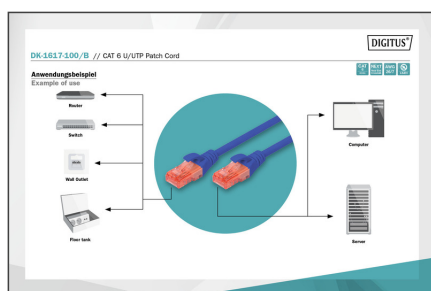 DIGITUS®
DK-1617-100/B // CAT 6 U/UTP Patch Cord
Anwendungsbeispiel
Example of use
Router
Switch
Wall Outlet
Floor tank
Computer
Server